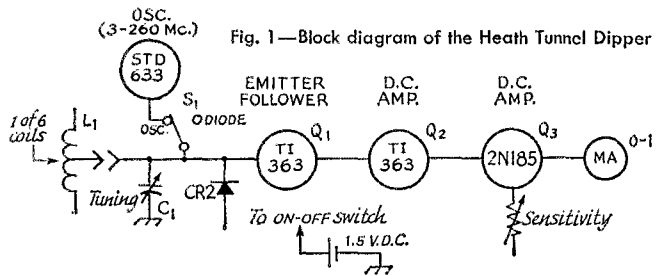 OSC.
(3-260 Mc.)
Fig. 1—Block diagram of the Heath Tunnel Dipper
STD
633
EMITTER
FOLLOWER
D.C.
AMP.
D.C.
AMP.
1 of 6
coils
L1
S1
OSC.
DIODE
Q1
Q2
Q3
0-1
TI
363
TI
363
2N185
MA
Tuning
C1
CR2
To ON-OFF SWITCH
1.5 V.D.C.
Sensitivity